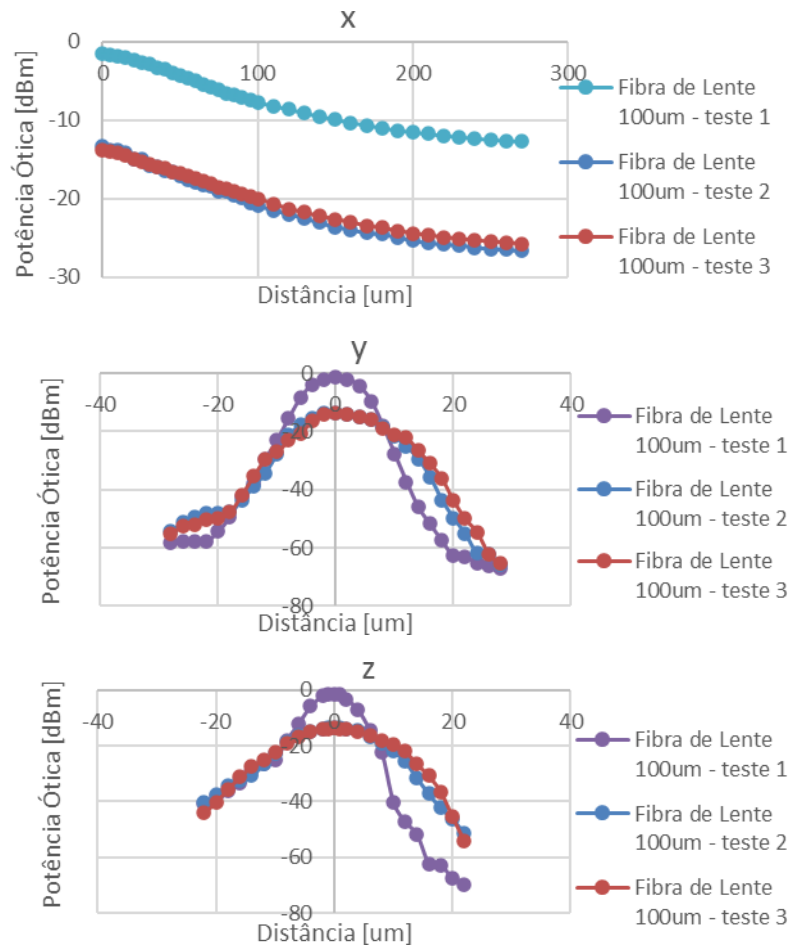 x
0
-10
-20
-30
0
100
200
300
Potência Ótica [dBm]
Distância [um]
Fibra de Lente
100um - teste 1
Fibra de Lente
100um - teste 2
Fibra de Lente
100um - teste 3
y
0
-20
-40
-60
-80
-40
-20
0
20
40
Potência Ótica [dBm]
Distância [um]
Fibra de Lente
100um - teste 1
Fibra de Lente
100um - teste 2
Fibra de Lente
100um - teste 3
z
0
-20
-40
-60
-80
-40
-20
0
20
40
Potência Ótica [dBm]
Distância [um]
Fibra de Lente
100um - teste 1
Fibra de Lente
100um - teste 2
Fibra de Lente
100um - teste 3